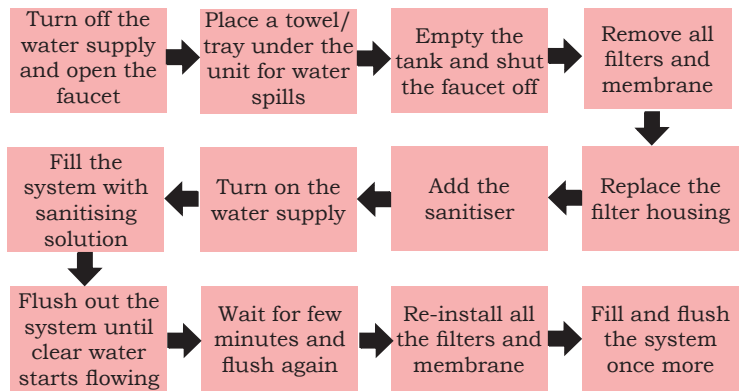 Turn off the
water supply
and open the
faucet
Place a towel/
tray under the
unit for water
spills
Empty the
tank and shut
the faucet off
Remove all
filters and
membrane
Replace the
filter housing
Add the
sanitiser
Turn on the
water supply
Fill the
system with
sanitising
solution
Flush out the
system until
clear water
starts flowing
Wait for few
minutes and
flush again
Re-install all
the filters and
membrane
Fill and flush
the system
once more